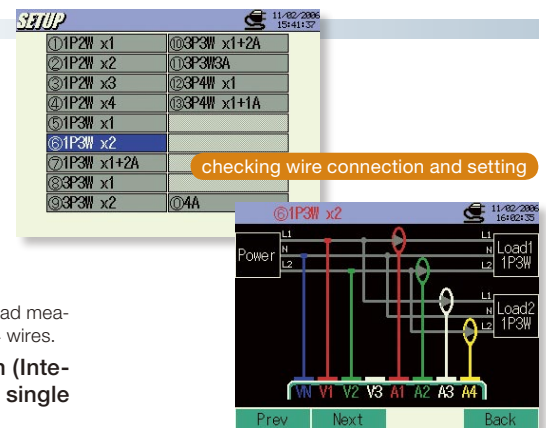 SETUP
11/02/2006
15:41:37
①1P2W x1
②1P2W x2
③1P2W x3
④1P2W x4
⑤1P3W x1
⑥1P3W x2
⑦1P3W x1+2A
⑧3P3W x1
⑨3P3W x2
⑩3P3W x1+2A
⑪3P3W3A
⑫3P4W x1
⑬3P4W x1+1A
⓪4A
checking wire connection and setting
⑥1P3W x2
11/02/2006
16:02:35
Power
L1
N
L2
L1
N
L2
Load1
1P3W
L1
N
L2
Load2
1P3W
VN V1 V2 V3 A1 A2 A3 A4
Prev Next Back
ad mea-
wires.
n (Inte-
single